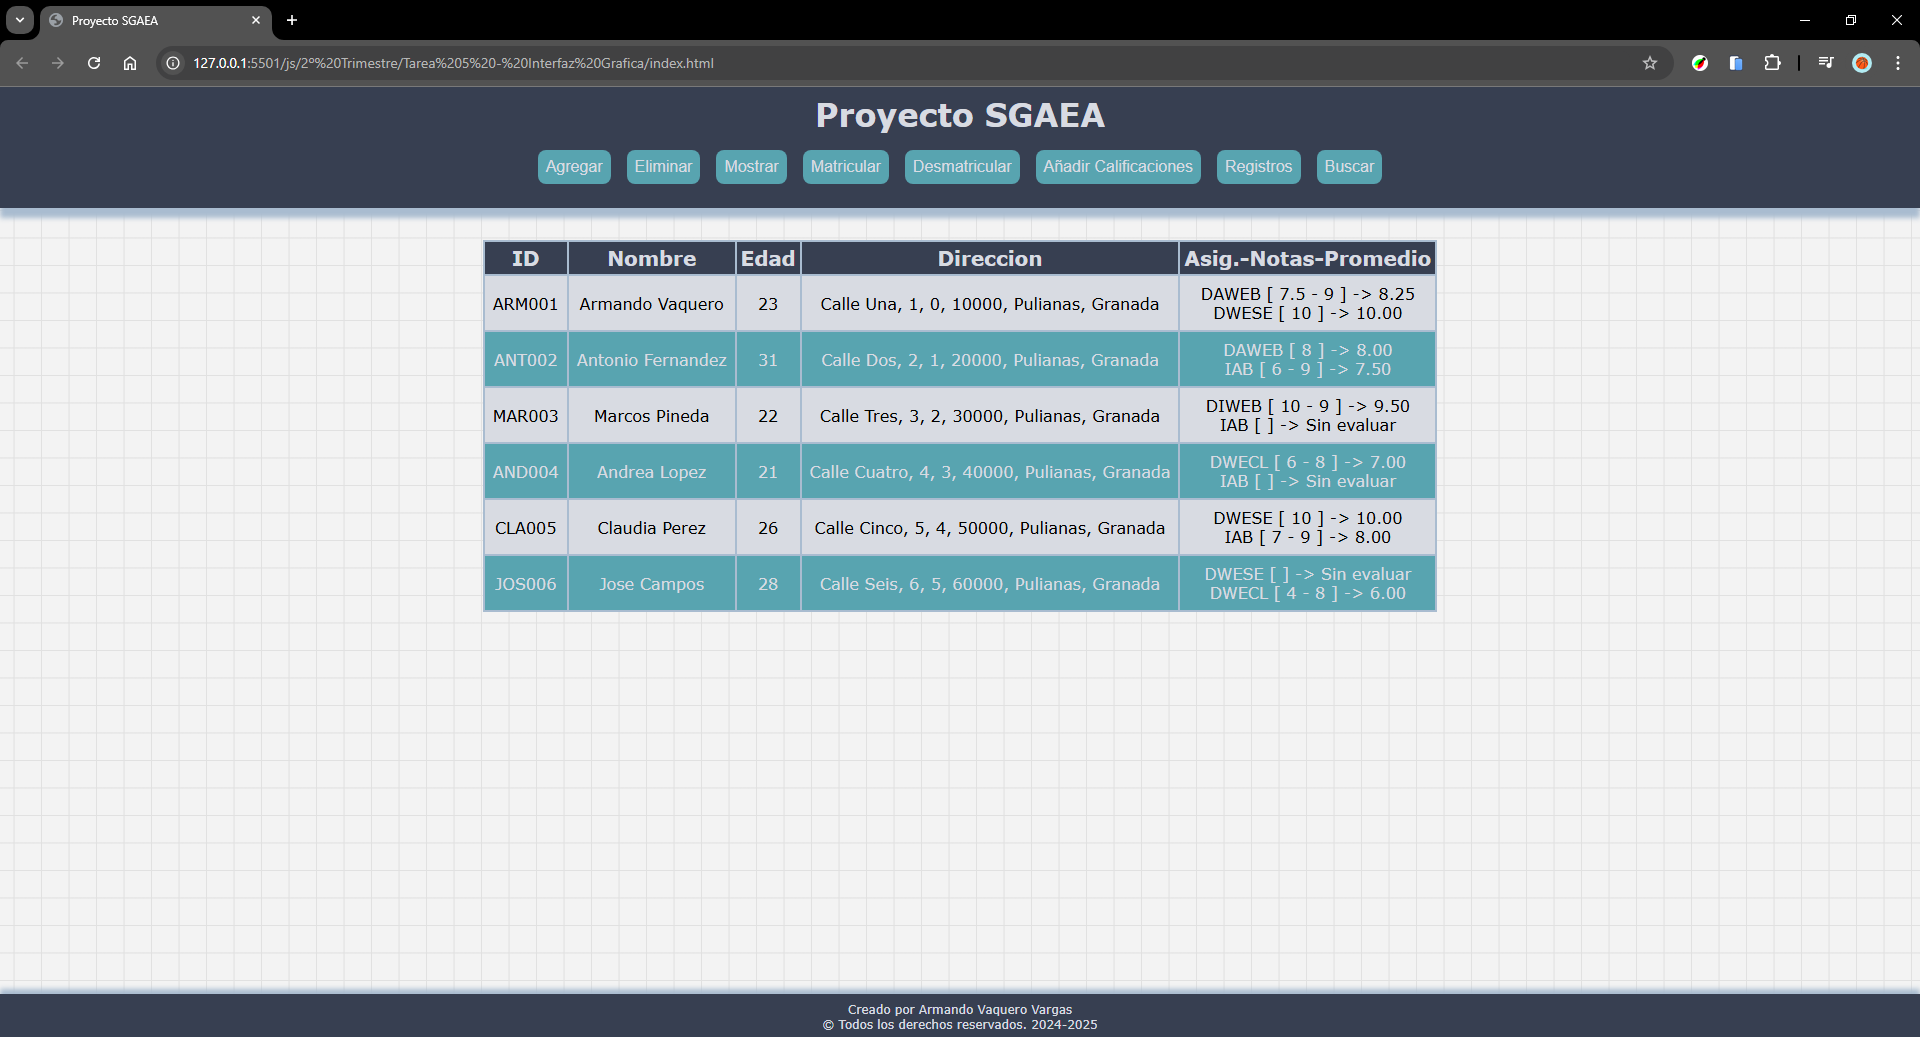 Proyecto SGAEA
127.0.0.1:5501/js/2º%20Trimestre/Tarea%205%20-%20Interfaz%20Grafica/index.html
Proyecto SGAEA
Agregar Eliminar Mostrar Matricular Desmatricular Añadir Calificaciones Registros Buscar
ID Nombre Edad Direccion Asig.-Notas-Promedio
ARM001 Armando Vaquero 23 Calle Una, 1, 0, 10000, Pulianas, Granada DAWEB [ 7.5 - 9 ] -> 8.25
DWESE [ 10 ] -> 10.00
ANT002 Antonio Fernandez 31 Calle Dos, 2, 1, 20000, Pulianas, Granada DAWEB [ 8 ] -> 8.00
IAB [ 6 - 9 ] -> 7.50
MAR003 Marcos Pineda 22 Calle Tres, 3, 2, 30000, Pulianas, Granada DIWEB [ 10 - 9 ] -> 9.50
IAB [ ] -> Sin evaluar
AND004 Andrea Lopez 21 Calle Cuatro, 4, 3, 40000, Pulianas, Granada DWECL [ 6 - 8 ] -> 7.00
IAB [ ] -> Sin evaluar
CLA005 Claudia Perez 26 Calle Cinco, 5, 4, 50000, Pulianas, Granada DWESE [ 10 ] -> 10.00
IAB [ 7 - 9 ] -> 8.00
JOS006 Jose Campos 28 Calle Seis, 6, 5, 60000, Pulianas, Granada DWESE [ ] -> Sin evaluar
DWECL [ 4 - 8 ] -> 6.00
Creado por Armando Vaquero Vargas
© Todos los derechos reservados. 2024-2025